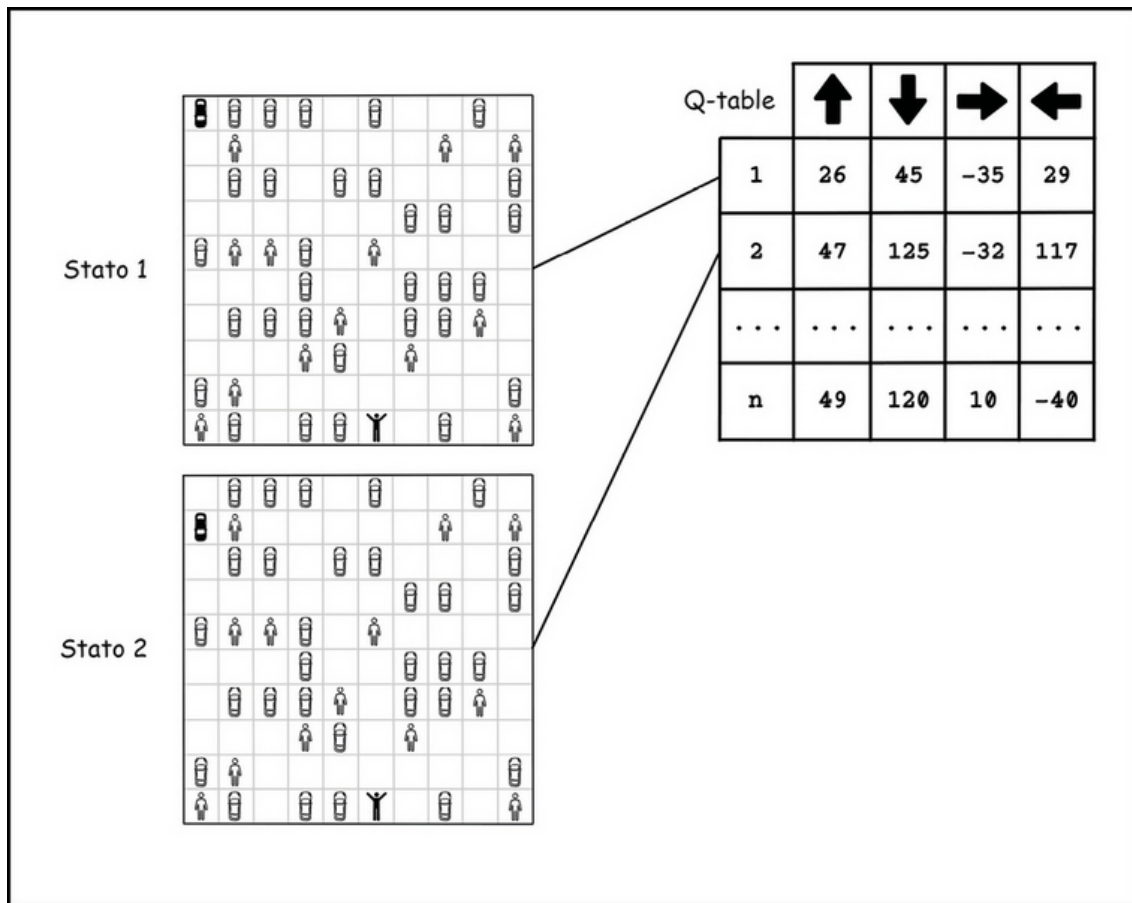 Q-table
Stato 1
1 26 45 -35 29
2 47 125 -32 117
... ... ... ... ...
n 49 120 10 -40
Stato 2